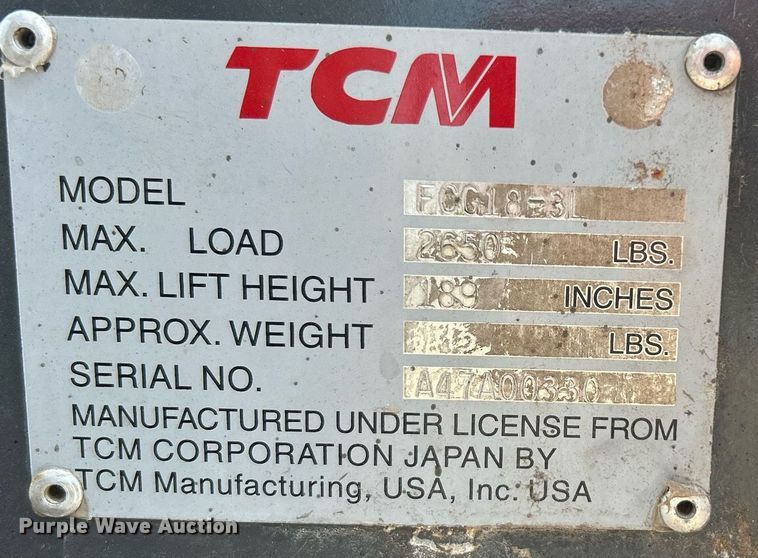 TCM
MODEL FCG18-3L
MAX. LOAD 2650 LBS.
MAX. LIFT HEIGHT 189 INCHES
APPROX. WEIGHT LBS.
SERIAL NO. A47A00330
MANUFACTURED UNDER LICENSE FROM
TCM CORPORATION JAPAN BY
TCM Manufacturing, USA, Inc. USA
Purple Wave Auction